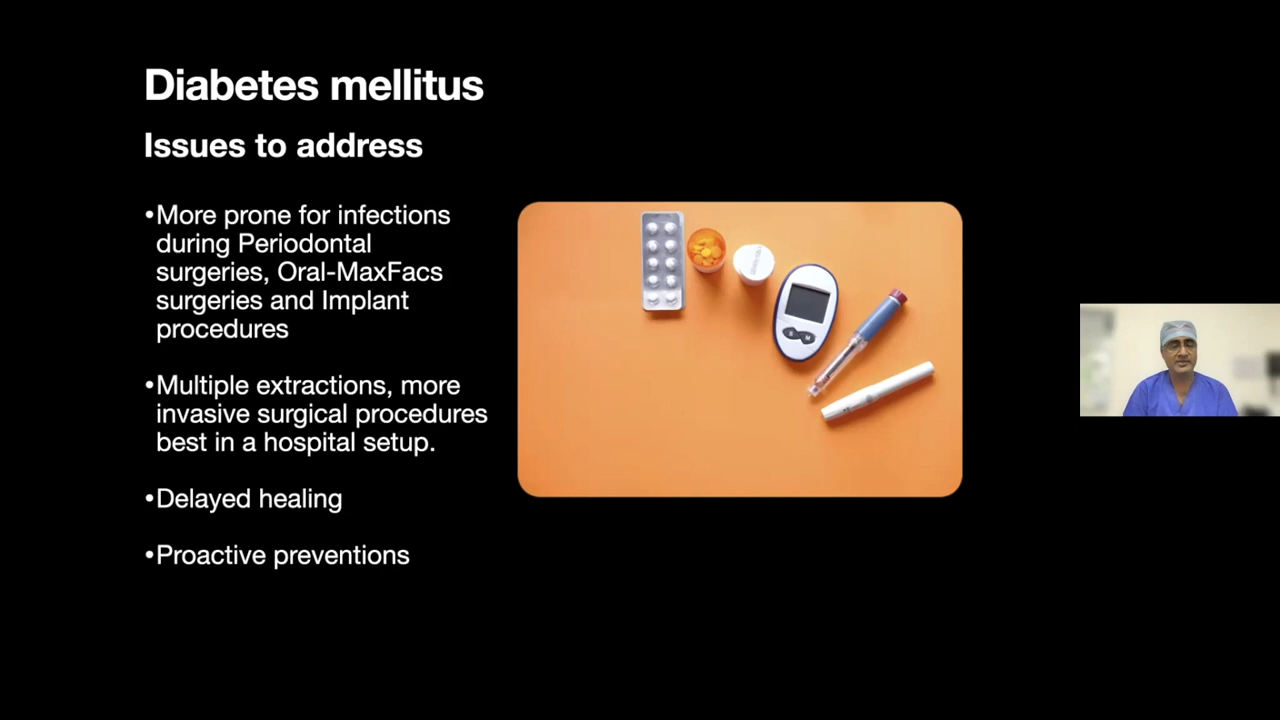 Diabetes mellitus
Issues to address
•More prone for infections
during Periodontal
surgeries, Oral-MaxFacs
surgeries and Implant
procedures
•Multiple extractions, more
invasive surgical procedures
best in a hospital setup.
•Delayed healing
•Proactive preventions